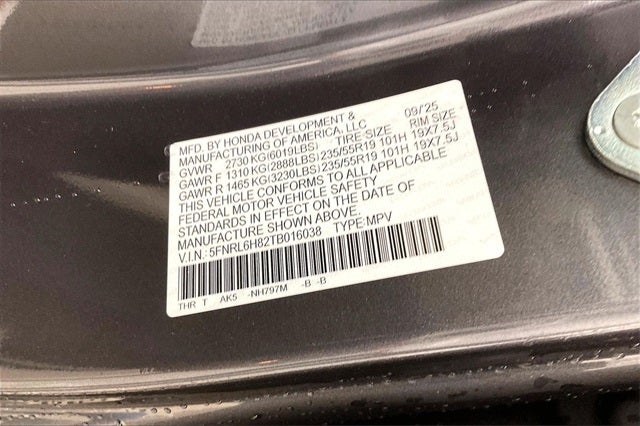 MFD. BY HONDA DEVELOPMENT & 09/25
MANUFACTURING OF AMERICA, LLC
GVWR 2730 KG(6019LBS) TIRE SIZE RIM SIZE
GAWR F 1310 KG(2888LBS) 235/55R19 101H 19X7.5J
GAWR R 1465 KG(3230LBS) 235/55R19 101H 19X7.5J
THIS VEHICLE CONFORMS TO ALL APPLICABLE
FEDERAL MOTOR VEHICLE SAFETY
STANDARDS IN EFFECT ON THE DATE OF
MANUFACTURE SHOWN ABOVE.
V.I.N.: 5FNRL6H82TB016038 TYPE:MPV
THR T AK5 -NH797M -B -B